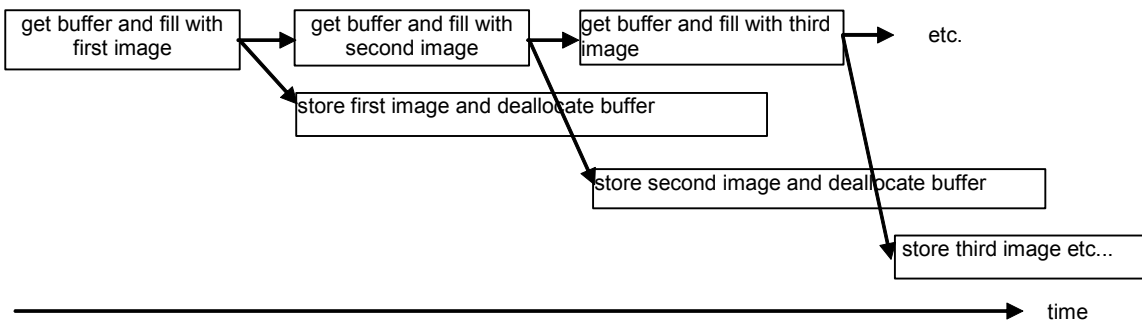 get buffer and fill with
first image
get buffer and fill with
second image
get buffer and fill with third
image
etc.
store first image and deallocate buffer
store second image and deallocate buffer
store third image etc...
time